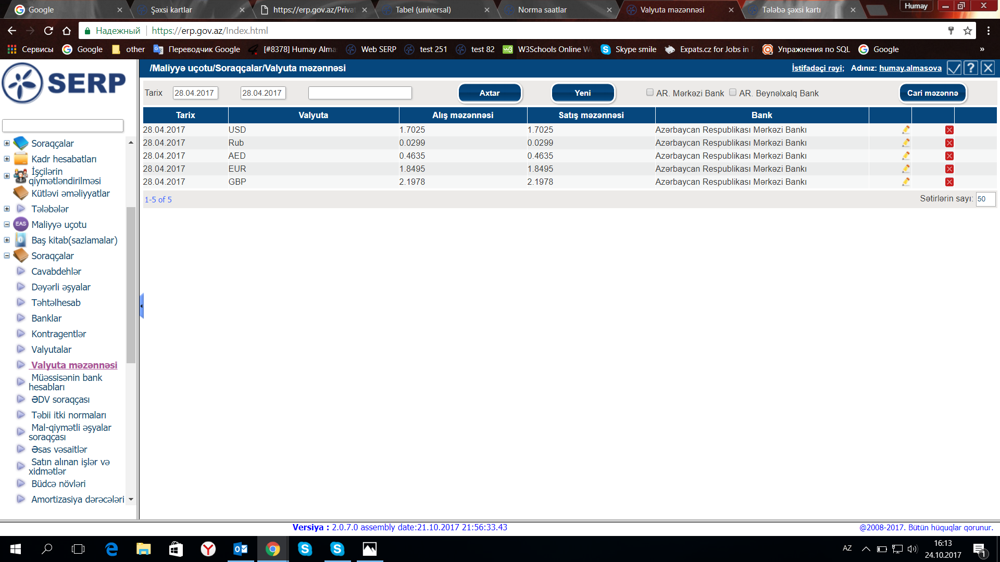 Google
Şəxsi kartlar
https://erp.gov.az/Priva
Tabel (universal)
Norma saatlar
Valyuta məzənnəsi
Tələbə şəxsi kartı
Humay
Надежный https://erp.gov.az/Index.html
Сервисы Google other Переводчик Google [#8378] Humay Alma Web SERP test 251 test 82 W3Schools Online W Skype smile Expats.cz for Jobs in Упражнения по SQL Google »
SERP
/Maliyyə uçotu/Soraqçalar/Valyuta məzənnəsi
İstifadəçi rəyi; Adınız: humay.almasova
Tarix 28.04.2017 28.04.2017 Axtar Yeni AR. Mərkəzi Bank AR. Beynəlxalq Bank Cari məzənnə
Tarix Valyuta Alış məzənnəsi Satış məzənnəsi Bank
28.04.2017 USD 1.7025 1.7025 Azərbaycan Respublikası Mərkəzi Bankı
28.04.2017 Rub 0.0299 0.0299 Azərbaycan Respublikası Mərkəzi Bankı
28.04.2017 AED 0.4635 0.4635 Azərbaycan Respublikası Mərkəzi Bankı
28.04.2017 EUR 1.8495 1.8495 Azərbaycan Respublikası Mərkəzi Bankı
28.04.2017 GBP 2.1978 2.1978 Azərbaycan Respublikası Mərkəzi Bankı
1-5 of 5
Sətirlərin sayı: 50
Soraqçalar
Kadr hesabatları
İşçilərin
qiymətləndirilməsi
Kütləvi əməliyyatlar
Tələbələr
EAS Maliyyə uçotu
Baş kitab(sazlamalar)
Soraqçalar
Cavabdehlər
Dəyərli əşyalar
Təhtəlhesab
Banklar
Kontragentlər
Valyutalar
Valyuta məzənnəsi
Müəssisənin bank
hesabları
ƏDV soraqçası
Təbii itki normaları
Mal-qiymətli əşyalar
soraqçası
Əsas vəsaitlər
Satın alınan işlər və
xidmətlər
Büdcə növləri
Amortizasiya dərəcələri
Versiya : 2.0.7.0 assembly date:21.10.2017 21:56:33.43
@2008-2017. Bütün hüquqlar qorunur.
AZ
16:13
24.10.2017
1